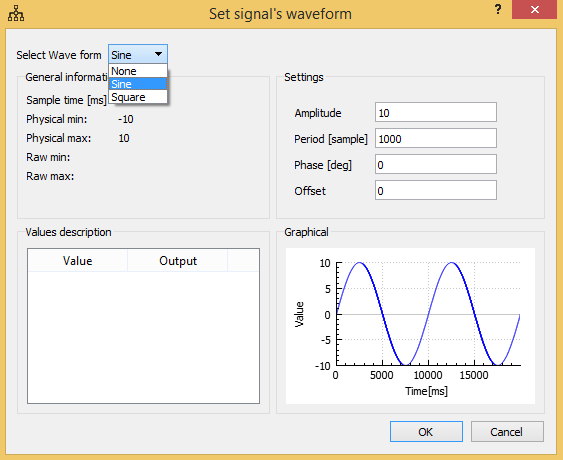 Set signal's waveform
?
Select Wave form Sine
None
Sine
Square
General informati
Sample time [ms]
Physical min: -10
Physical max: 10
Raw min:
Raw max:
Settings
Amplitude 10
Period [sample] 1000
Phase [deg] 0
Offset 0
Values description
Value Output
Graphical
Value
10
5
0
-5
-10
0 5000 10000 15000
Time[ms]
OK Cancel